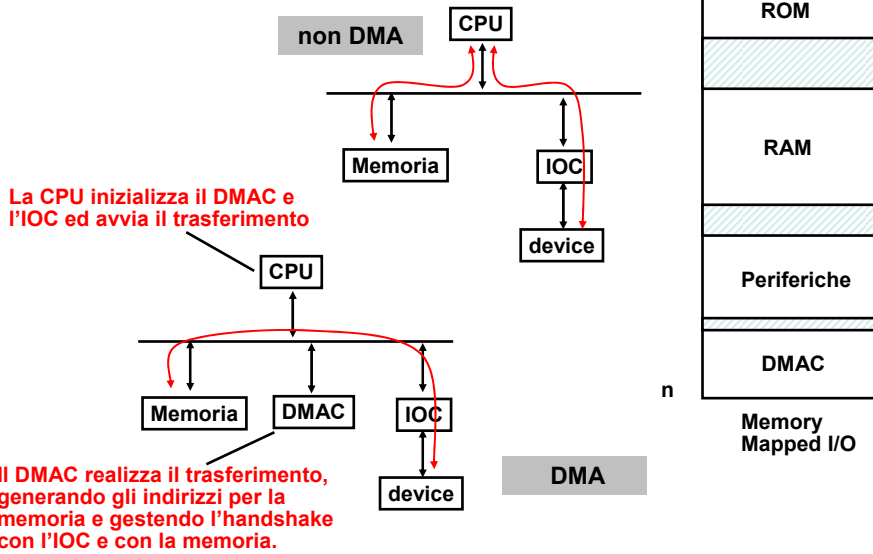 non DMA
CPU
Memoria
IOC
device
La CPU inizializza il DMAC e
l'IOC ed avvia il trasferimento
CPU
Memoria
DMAC
IOC
device
Il DMAC realizza il trasferimento,
generando gli indirizzi per la
memoria e gestendo l'handshake
con l'IOC e con la memoria.
DMA
ROM
RAM
Periferiche
DMAC
n
Memory
Mapped I/O